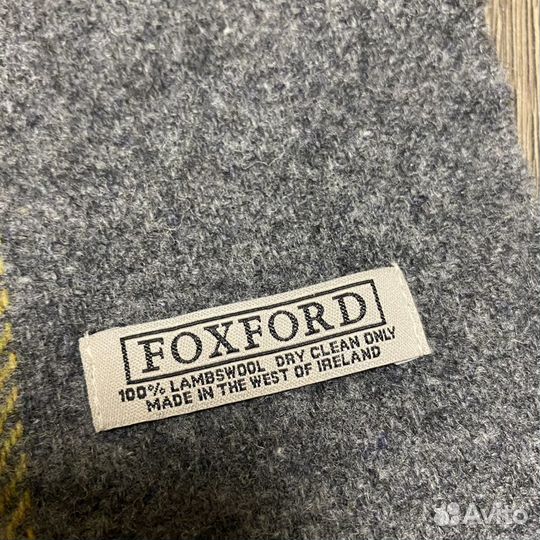 FOXFORD
100% LAMBSWOOL DRY CLEAN ONLY
MADE IN THE WEST OF IRELAND
Avito